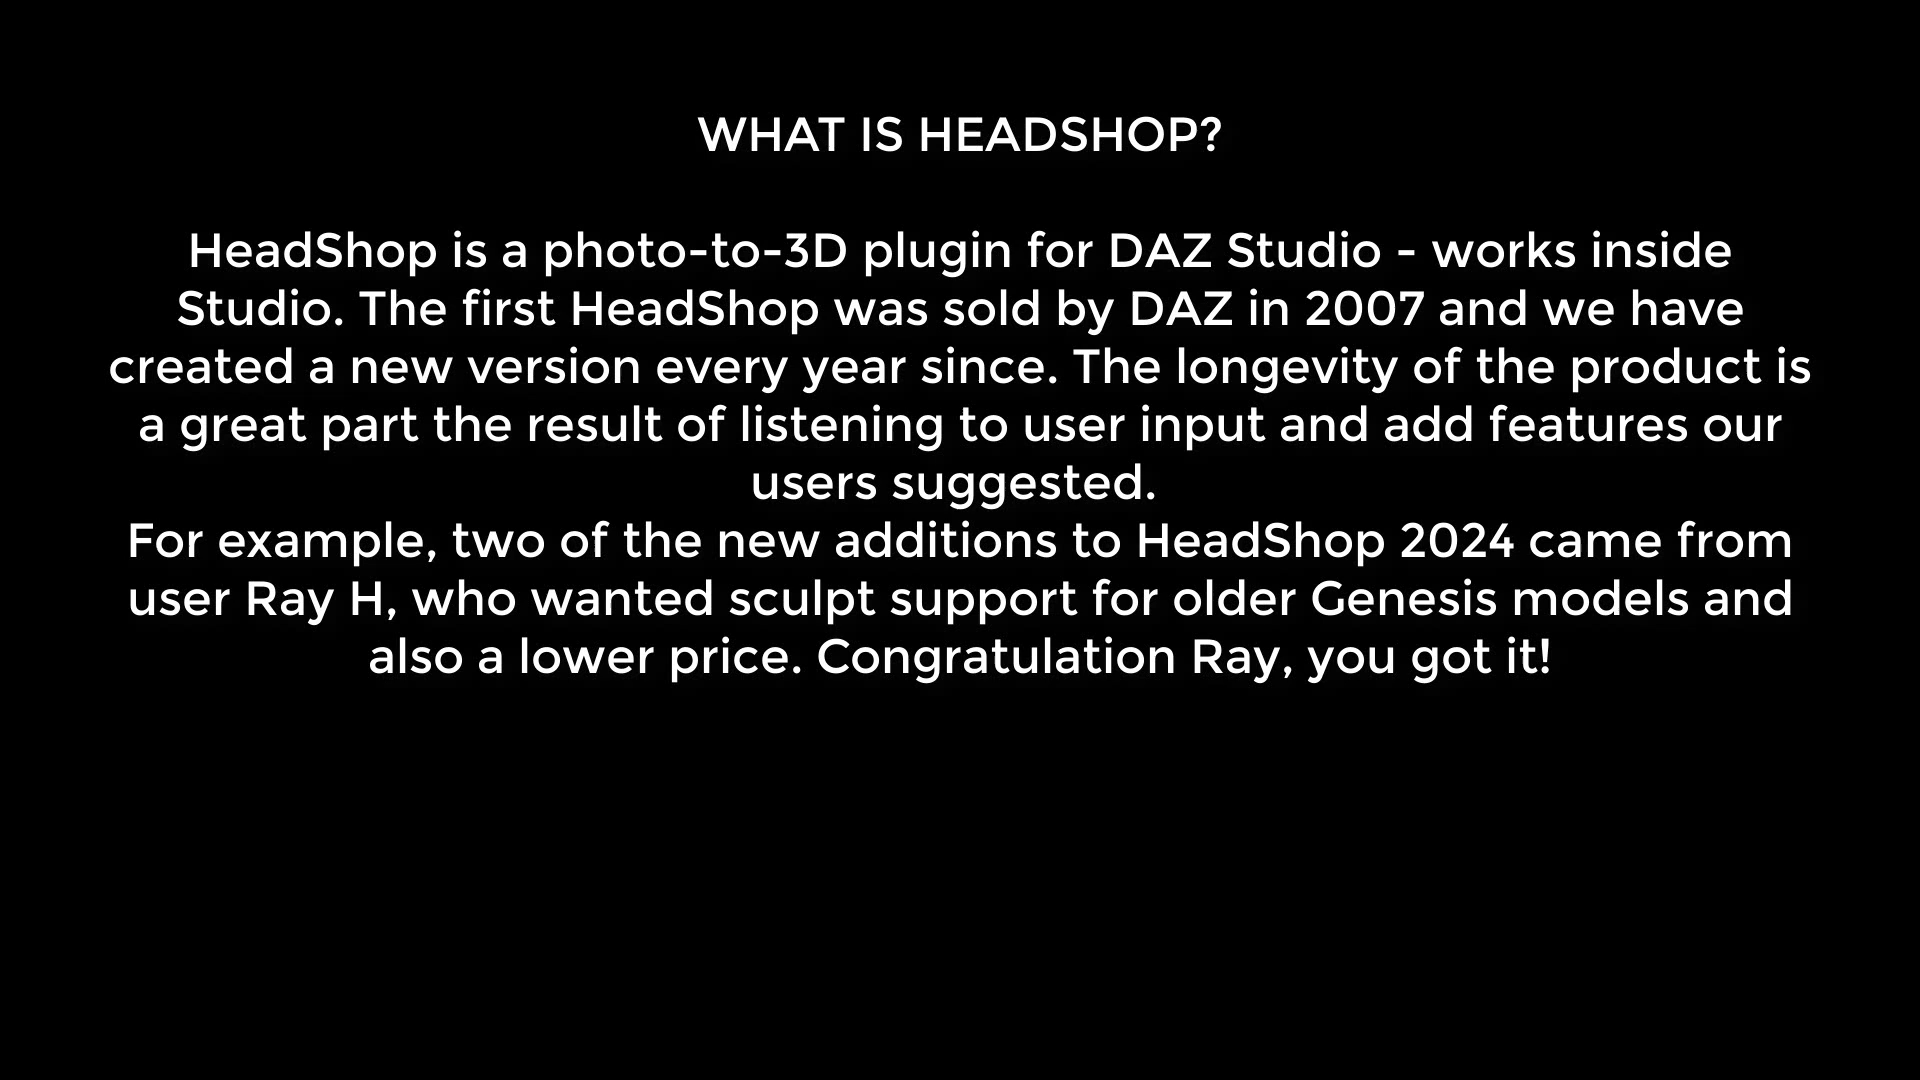 WHAT IS HEADSHOP?
HeadShop is a photo-to-3D plugin for DAZ Studio - works inside
Studio. The first HeadShop was sold by DAZ in 2007 and we have
created a new version every year since. The longevity of the product is
a great part the result of listening to user input and add features our
users suggested.
For example, two of the new additions to HeadShop 2024 came from
user Ray H, who wanted sculpt support for older Genesis models and
also a lower price. Congratulation Ray, you got it!